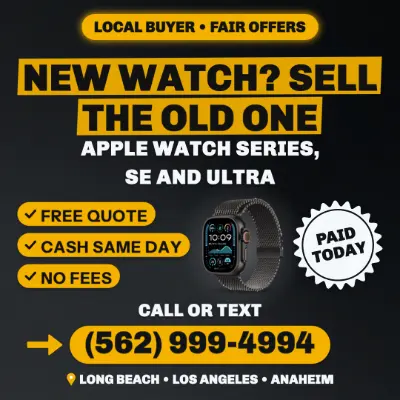 LOCAL BUYER • FAIR OFFERS
NEW WATCH? SELL
THE OLD ONE
APPLE WATCH SERIES,
SE AND ULTRA
FREE QUOTE
CASH SAME DAY
NO FEES
PAID
TODAY
CALL OR TEXT
(562) 999-4994
LONG BEACH • LOS ANGELES • ANAHEIM